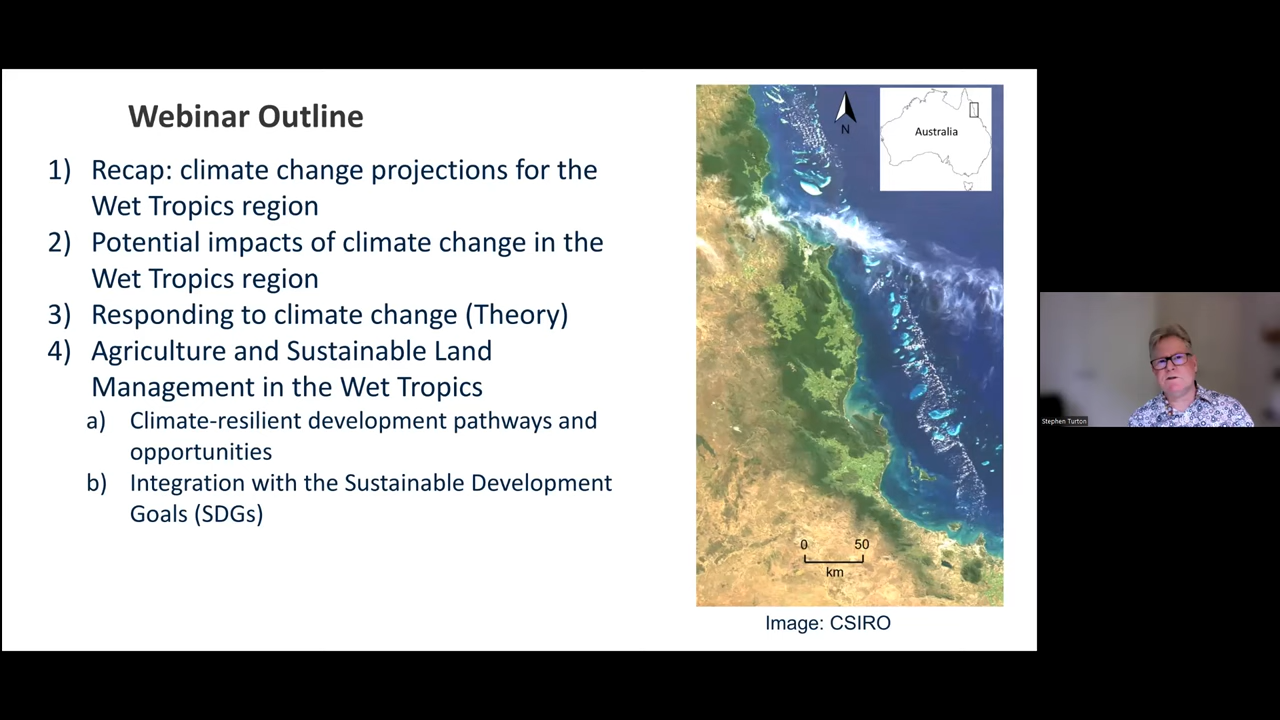 Webinar Outline
1) Recap: climate change projections for the
Wet Tropics region
2) Potential impacts of climate change in the
Wet Tropics region
3) Responding to climate change (Theory)
4) Agriculture and Sustainable Land
Management in the Wet Tropics
a) Climate-resilient development pathways and
opportunities
b) Integration with the Sustainable Development
Goals (SDGs)
N
Australia
0 50
km
Image: CSIRO
Stephen Turton